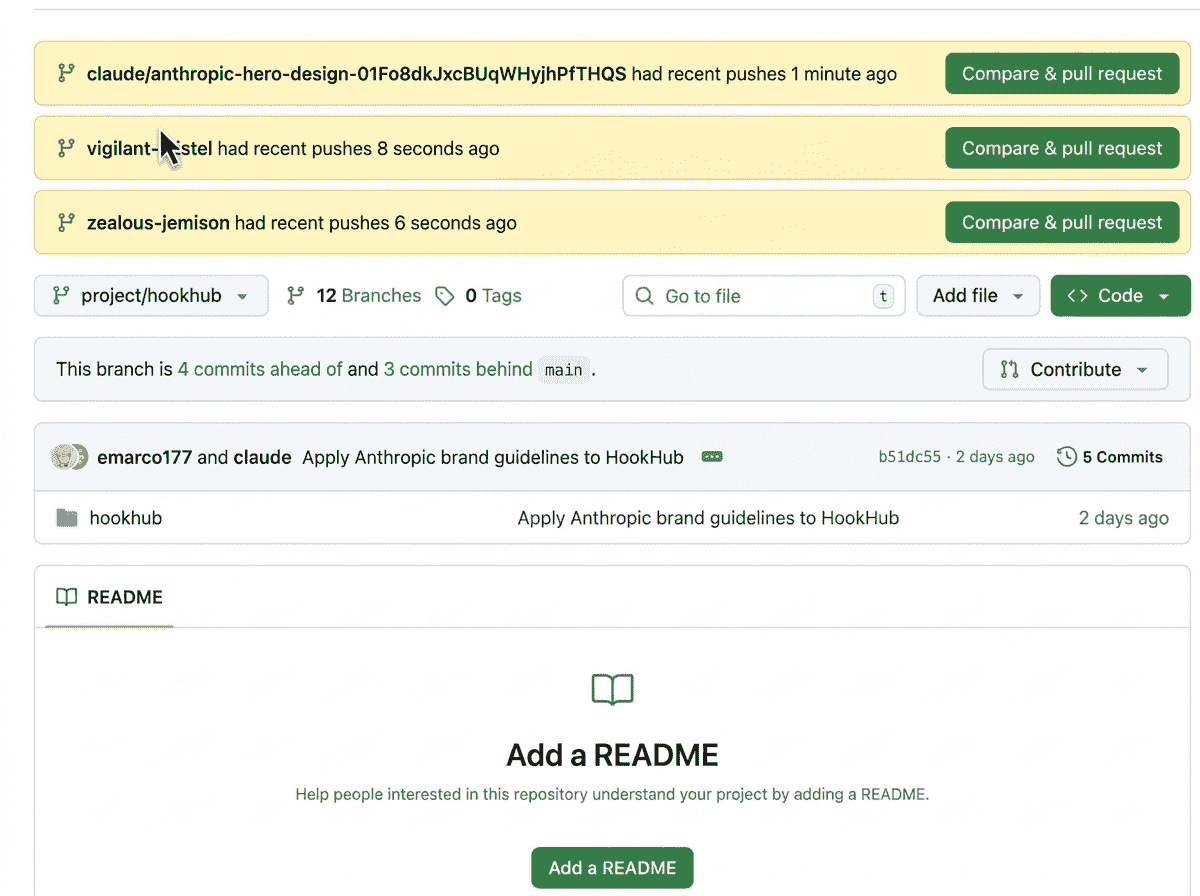 claude/anthropic-hero-design-01Fo8dkJxcBUqWHyjhPfTHQS had recent pushes 1 minute ago Compare & pull request
had recent pushes 8 seconds ago Compare & pull request
zealous-jemison had recent pushes 6 seconds ago Compare & pull request
project/hookhub 12 Branches 0 Tags Go to file t Add file Code
This branch is 4 commits ahead of and 3 commits behind main . Contribute
emarco177 and claude Apply Anthropic brand guidelines to HookHub b51dc55 · 2 days ago 5 Commits
hookhub Apply Anthropic brand guidelines to HookHub 2 days ago
README
Add a README
Help people interested in this repository understand your project by adding a README.
Add a README